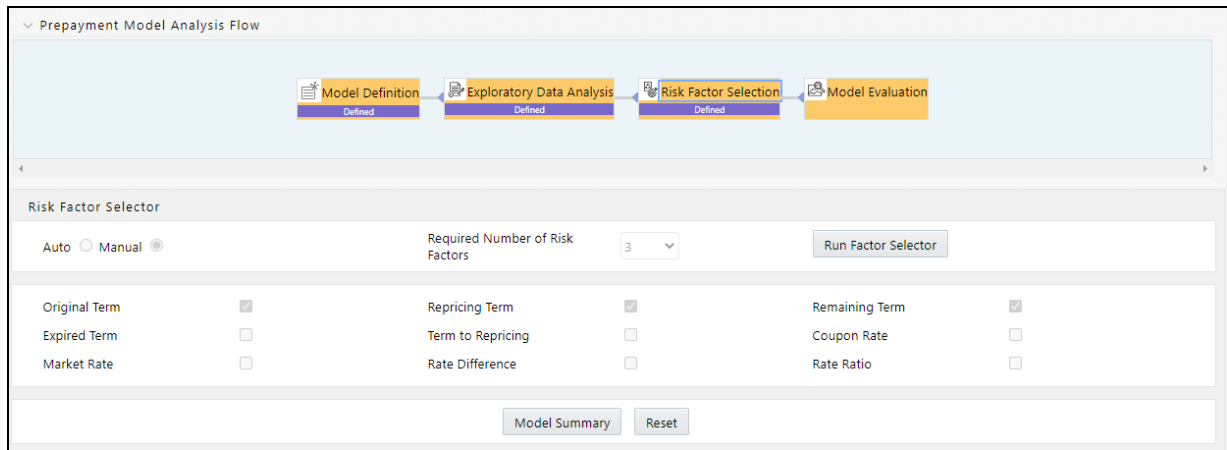 Prepayment Model Analysis Flow
Model Definition Exploratory Data Analysis Risk Factor Selection Model Evaluation
Defined Defined Defined
Risk Factor Selector
Auto Manual Required Number of Risk Factors 3 Run Factor Selector
Original Term Repricing Term Remaining Term
Expired Term Term to Repricing Coupon Rate
Market Rate Rate Difference Rate Ratio
Model Summary Reset